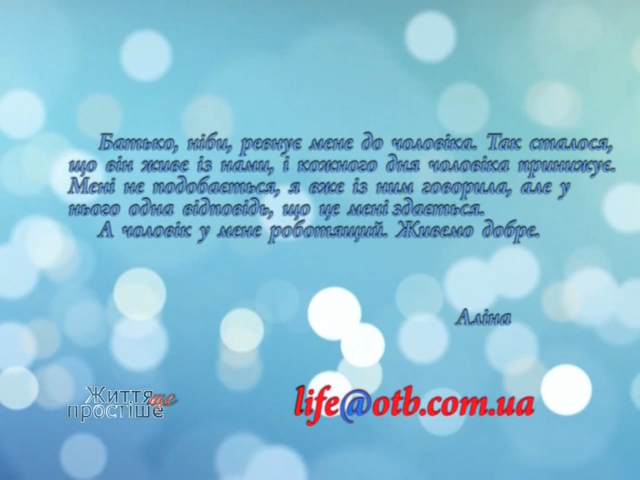 Батько, ніби, ревнує мене до чоловіка. Так сталося,
що він живе із нами, і кожного дня чоловіка принижує.
Мені не подобається, я вже із ним говорила, але у
нього одна відповідь, що це мені здається.
А чоловік у мене роботящий. Живемо добре.
Аліна
Життя ще
простіше
life@otb.com.ua